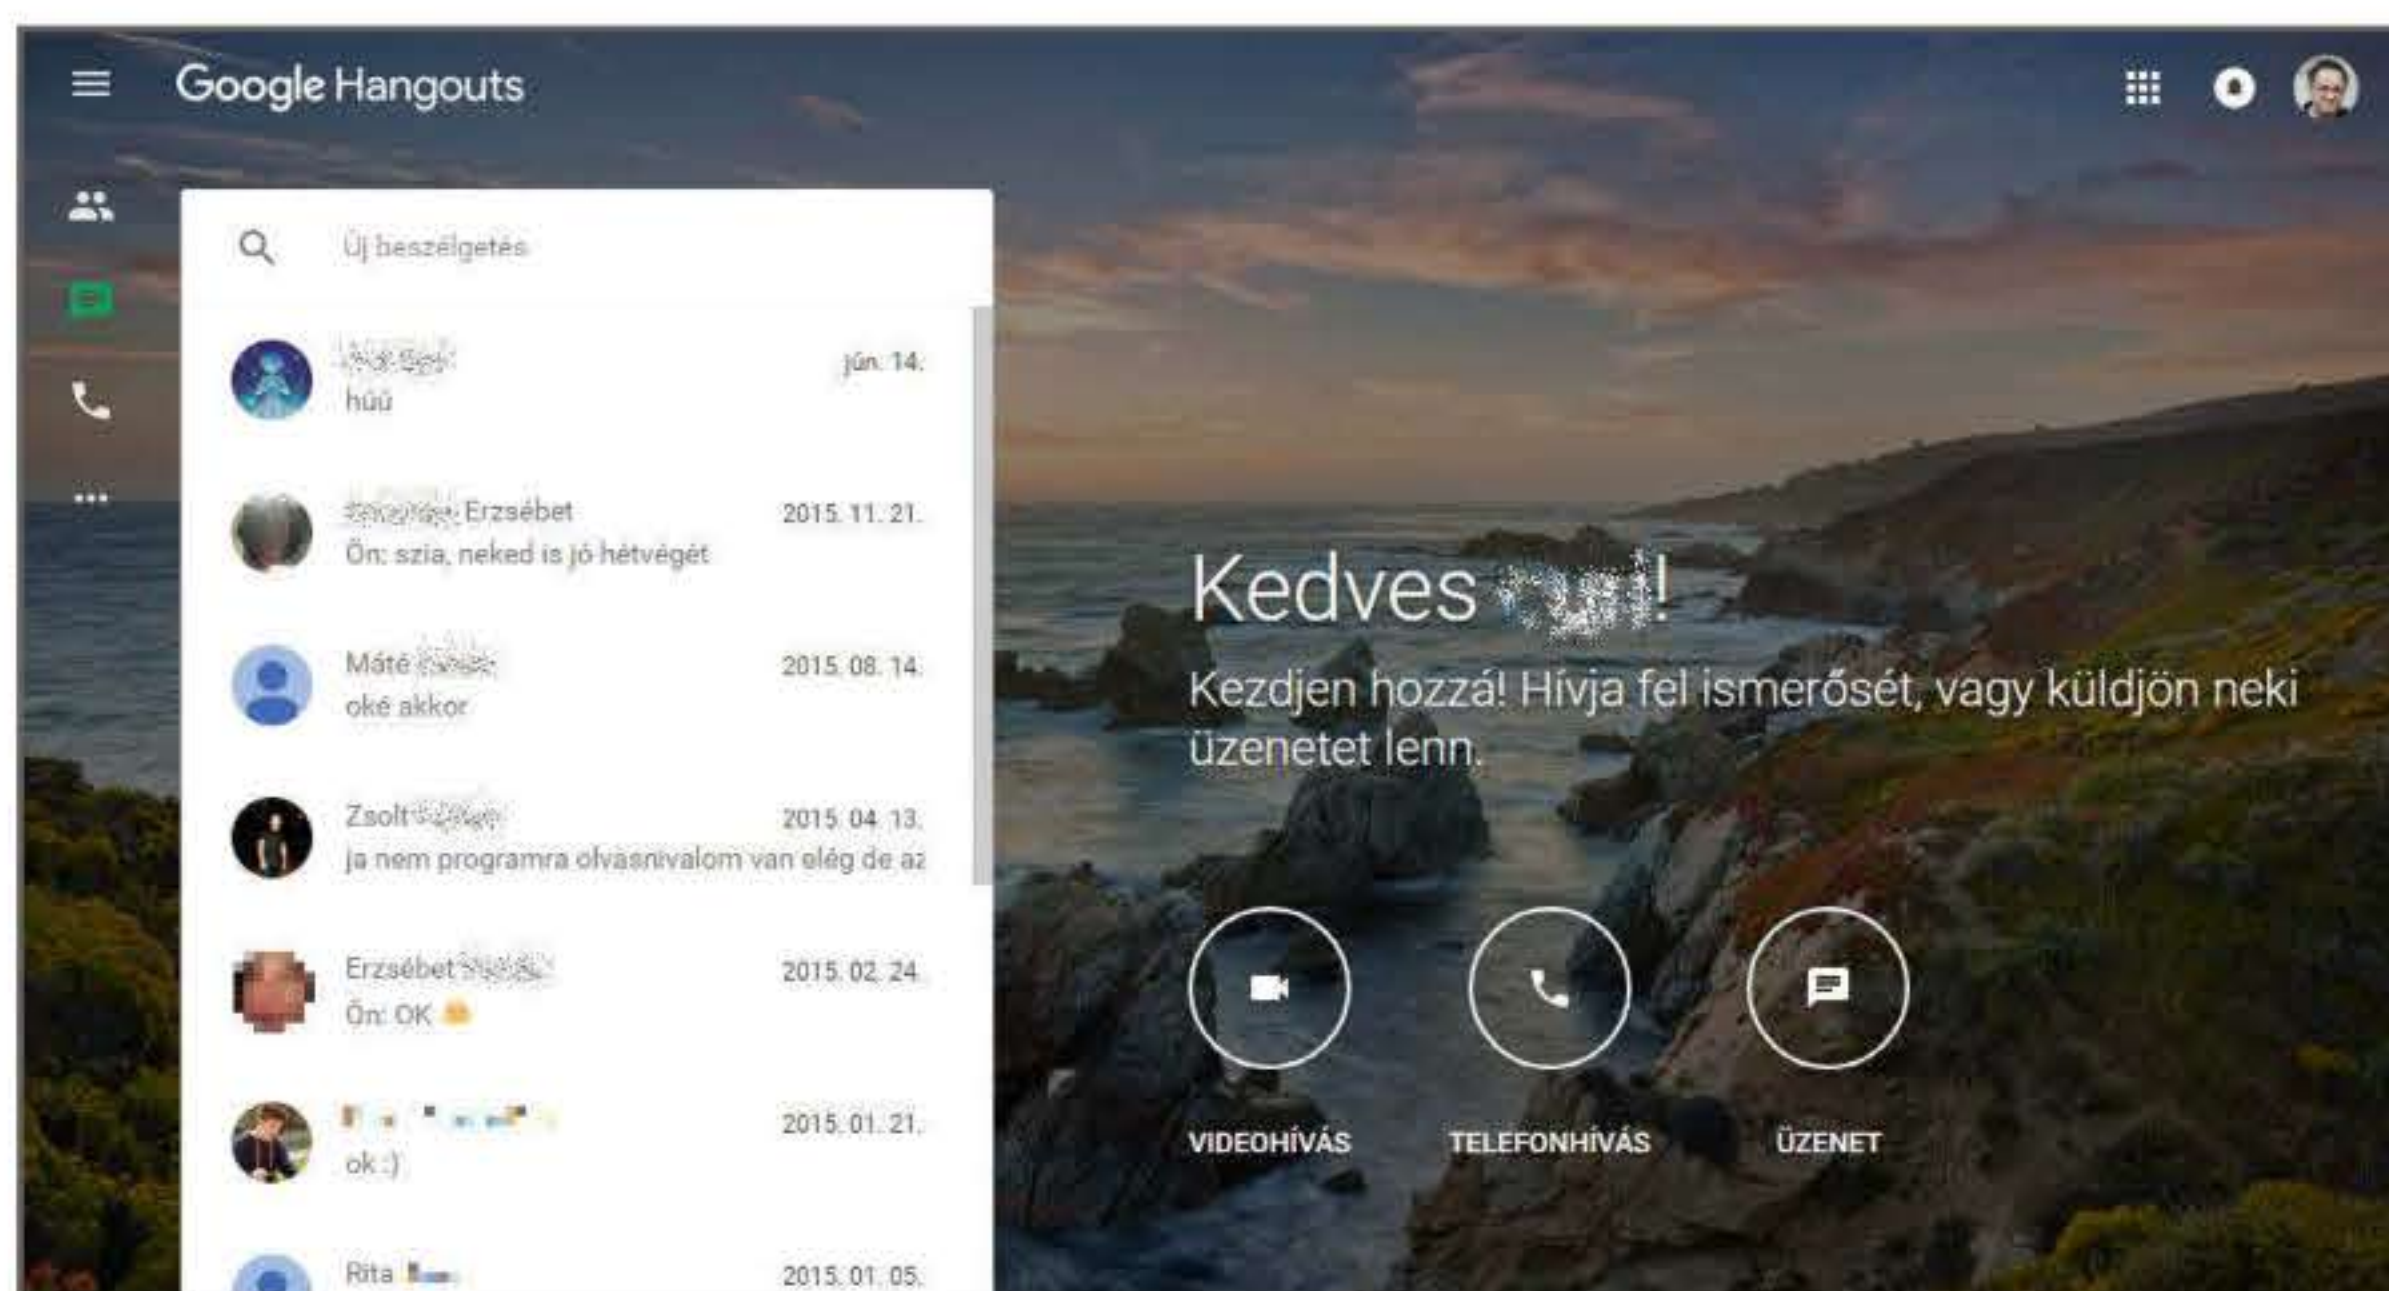 Google Hangouts
Új beszélgetés
jún. 14.
húú
Erzsébet 2015. 11. 21.
Ön: szia, neked is jó hétvégét
Máté 2015. 08. 14.
oké akkor
Zsolt 2015. 04. 13.
ja nem programra olvasnivalom van elég de az
Erzsébet 2015. 02. 24.
Ön: OK
2015. 01. 21.
ok :)
Rita 2015. 01. 05.
Kedves !
Kezdjen hozzá! Hívja fel ismerősét, vagy küldjön neki
üzenetet lenn.
VIDEOHÍVÁS TELEFONHÍVÁS ÜZENET